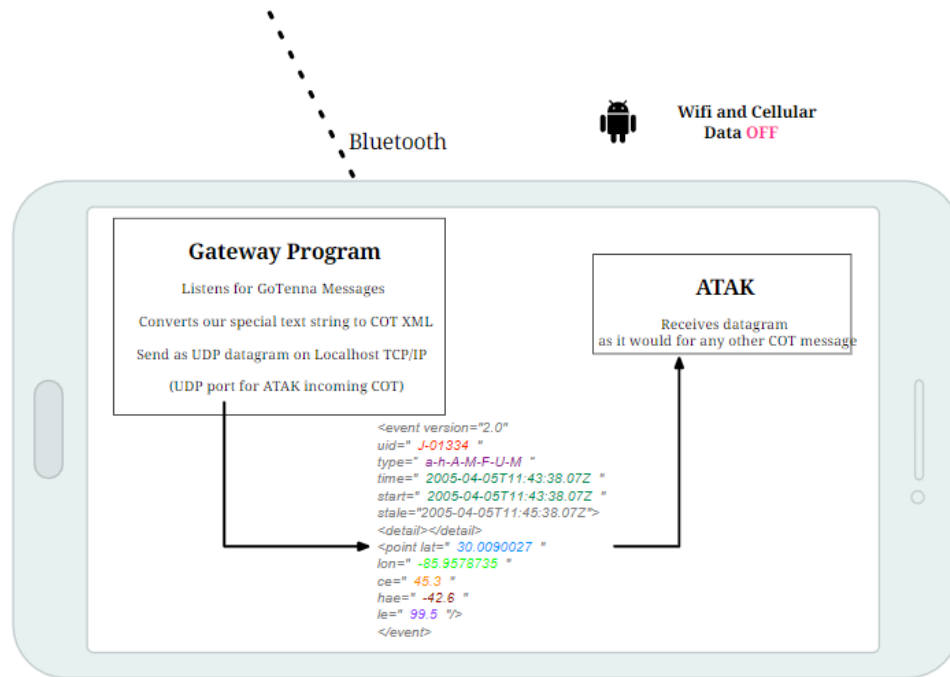 Bluetooth
Wifi and Cellular
Data OFF
Gateway Program
Listens for GoTenna Messages
Converts our special text string to COT XML
Send as UDP datagram on Localhost TCP/IP
(UDP port for ATAK incoming COT)
ATAK
Receives datagram
as it would for any other COT message
<event version="2.0"
uid=" J-01334 "
type=" a-h-A-M-F-U-M "
time=" 2005-04-05T11:43:38.07Z "
start=" 2005-04-05T11:43:38.07Z "
stale="2005-04-05T11:45:38.07Z">
<detail></detail>
<point lat=" 30.0090027 "
lon=" -85.9578735 "
ce=" 45.3 "
hae=" -42.6 "
le=" 99.5 "/>
</event>